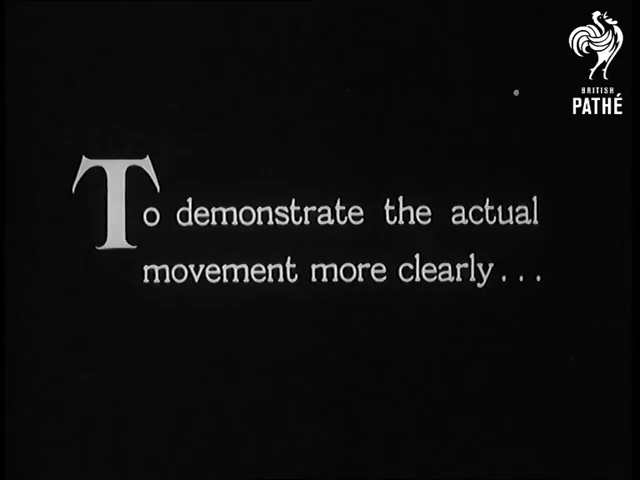 BRITISH
PATHÉ
To demonstrate the actual
movement more clearly...